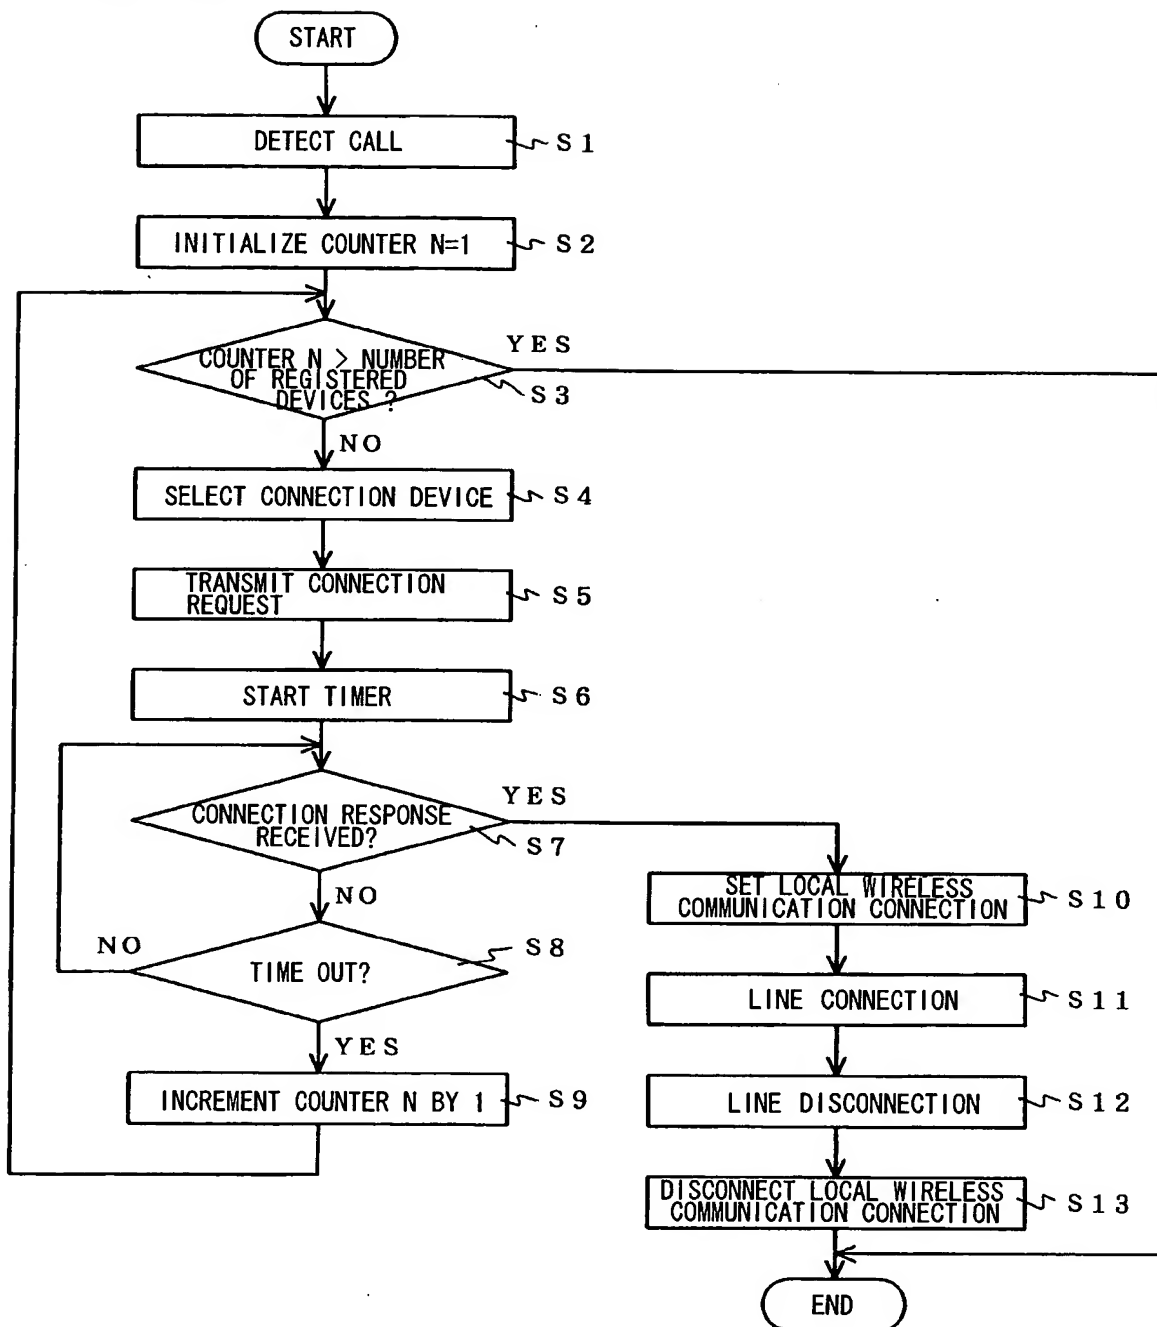 START
DETECT CALL
S1
INITIALIZE COUNTER N=1
S2
COUNTER N > NUMBER
OF REGISTERED
DEVICES ?
YES
S3
NO
SELECT CONNECTION DEVICE
S4
TRANSMIT CONNECTION
REQUEST
S5
START TIMER
S6
CONNECTION RESPONSE
RECEIVED?
YES
S7
NO
TIME OUT?
NO
S8
YES
INCREMENT COUNTER N BY 1
S9
SET LOCAL WIRELESS
COMMUNICATION CONNECTION
S10
LINE CONNECTION
S11
LINE DISCONNECTION
S12
DISCONNECT LOCAL WIRELESS
COMMUNICATION CONNECTION
S13
END